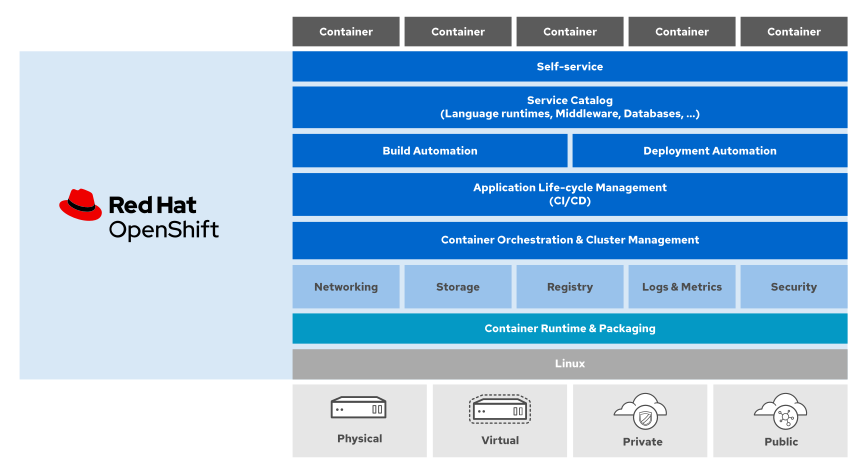 Container
Container
Container
Container
Container
Self-service
Service Catalog
(Language runtimes, Middleware, Databases, ...)
Build Automation
Deployment Automation
Application Life-cycle Management
(CI/CD)
Red Hat
OpenShift
Container Orchestration & Cluster Management
Networking
Storage
Registry
Logs & Metrics
Security
Container Runtime & Packaging
Linux
Physical
Virtual
Private
Public